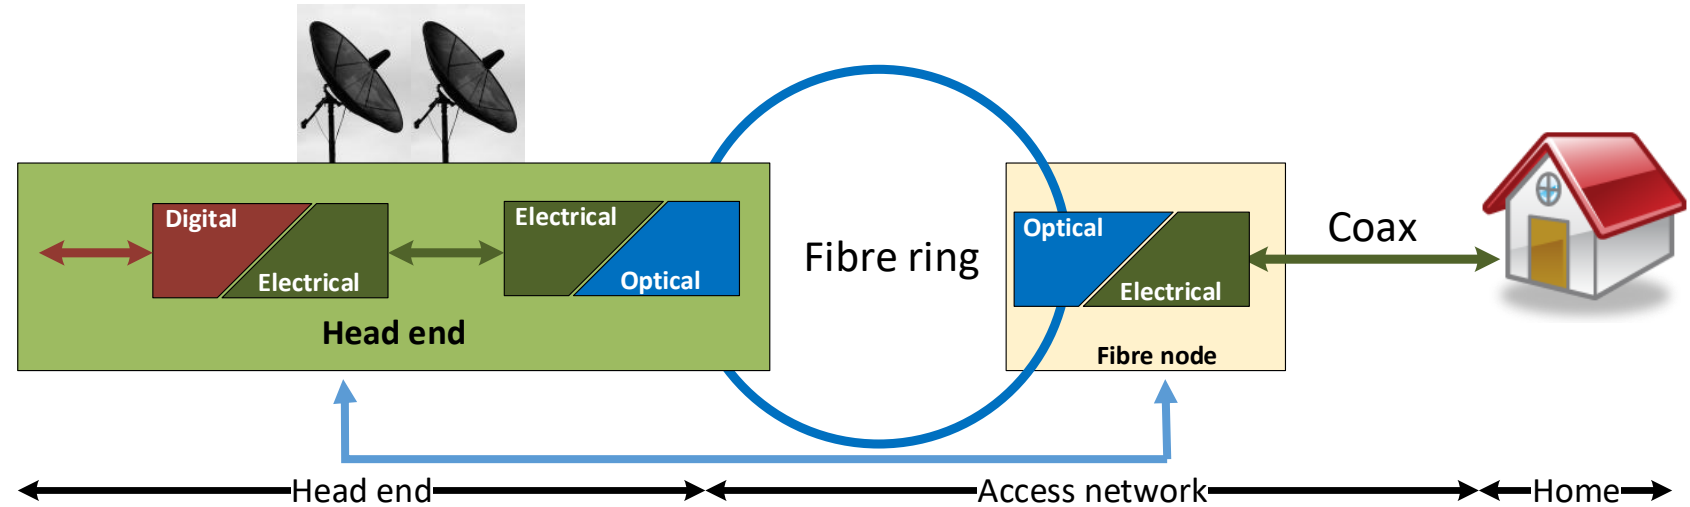 Digital
Electrical
Electrical
Optical
Head end
Fibre ring
Optical
Electrical
Fibre node
Coax
Head end
Access network
Home